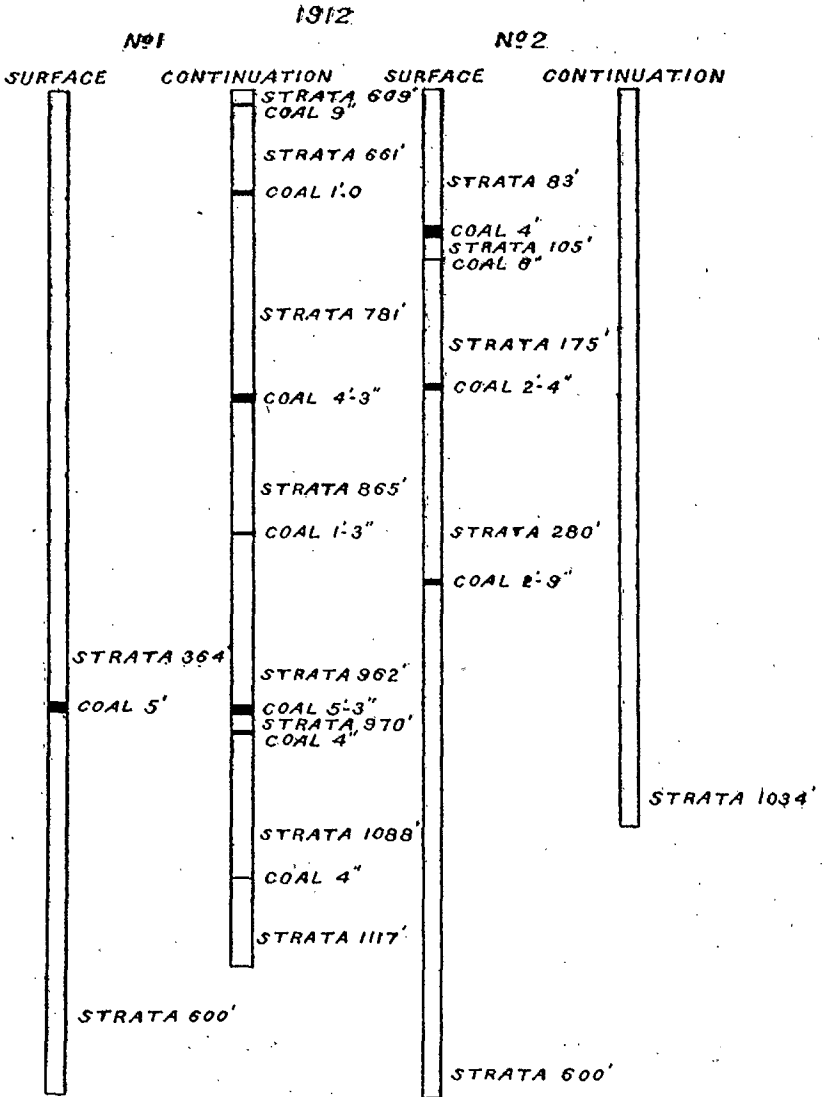 1912
Nº1
Nº2
SURFACE
CONTINUATION
SURFACE
CONTINUATION
STRATA 364'
COAL 5'
STRATA 600'
STRATA 609'
COAL 9"
STRATA 661'
COAL 1'.0
STRATA 781'
COAL 4'-3"
STRATA 865'
COAL 1'-3"
STRATA 962'
COAL 5'-3"
STRATA 970'
COAL 4"
STRATA 1088'
COAL 4"
STRATA 1117'
STRATA 83'
COAL 4'
STRATA 105'
COAL 8"
STRATA 175'
COAL 2'-4"
STRATA 280'
COAL 2'-9"
STRATA 600'
STRATA 1034'